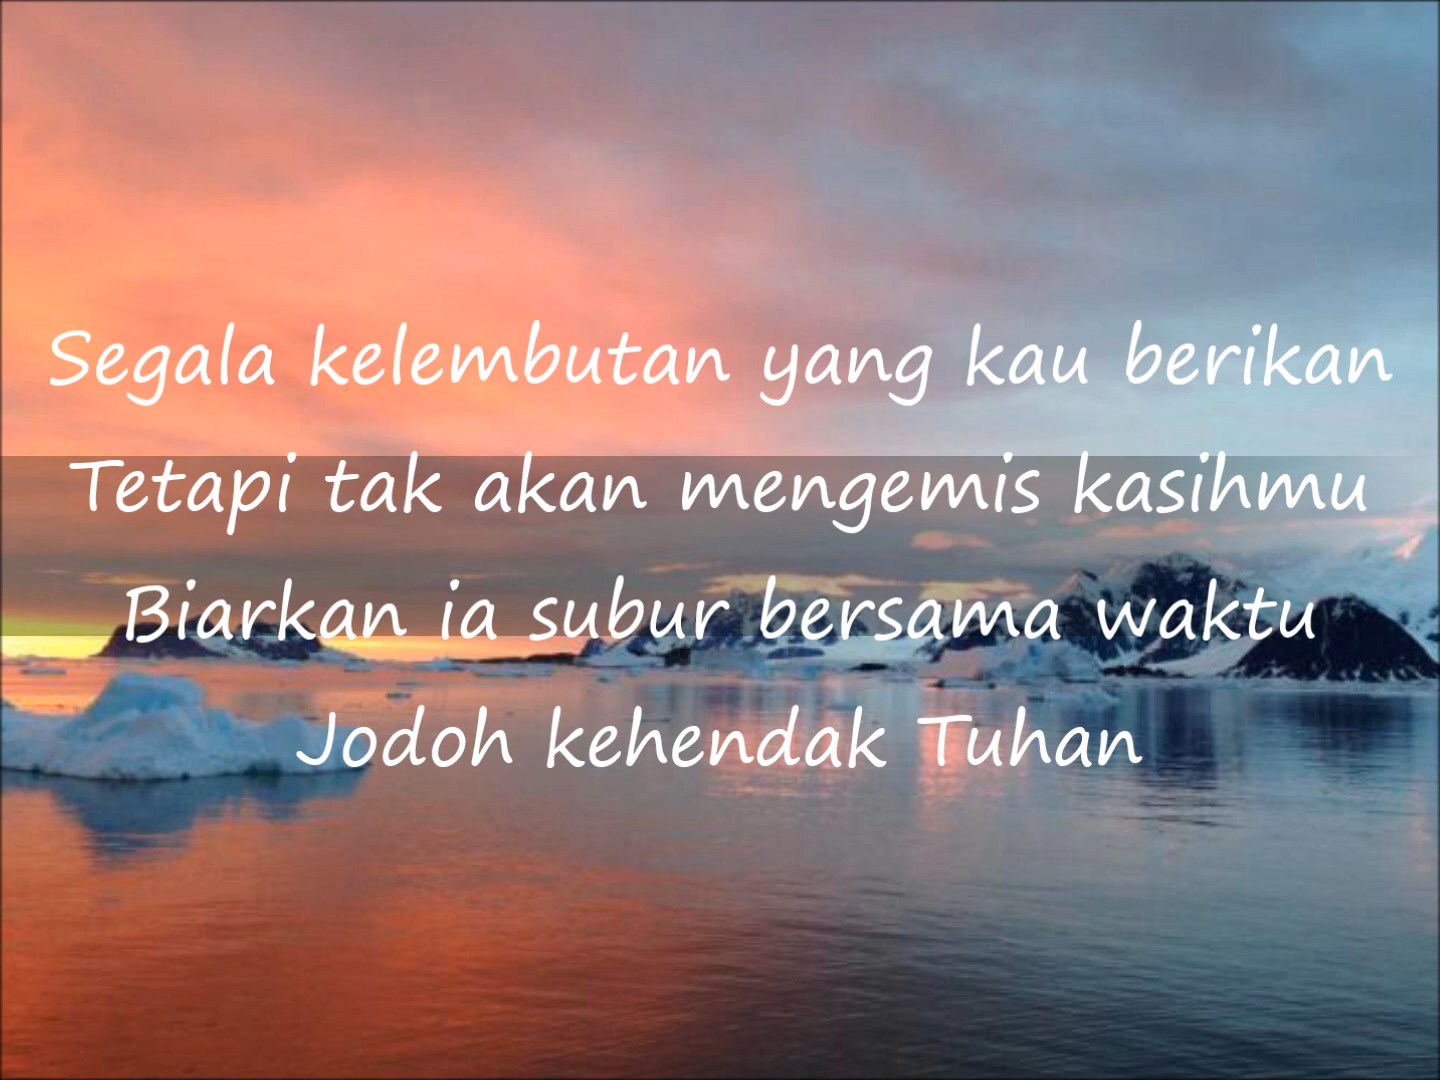 Segala kelembutan yang kau berikan
Tetapi tak akan mengemis kasihmu
Biarkan ia subur bersama waktu
Jodoh kehendak Tuhan